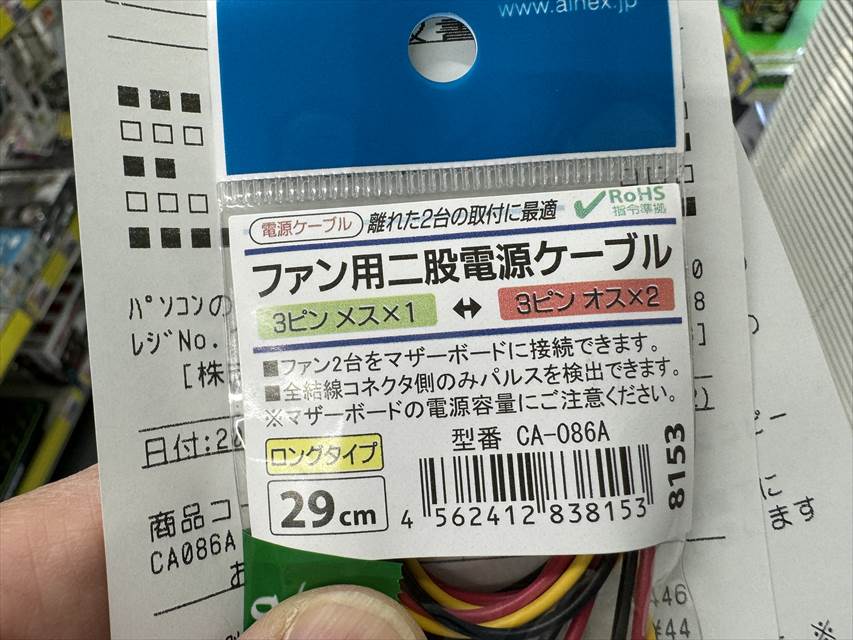 www.ainex.jp
電源ケーブル 離れた2台の取付に最適
RoHS
指令準拠
ファン用二股電源ケーブル
3ピン メス×1 ↔ 3ピン オス×2
■ファン2台をマザーボードに接続できます。
■全結線コネクタ側のみパルスを検出できます。
※マザーボードの電源容量にご注意ください。
型番 CA-086A
ロングタイプ
29cm
4 562412 838153
8153
パソコンの
レジNo.
[株
日付:2
商品コ
CA086A
お
446
¥44
に
ます